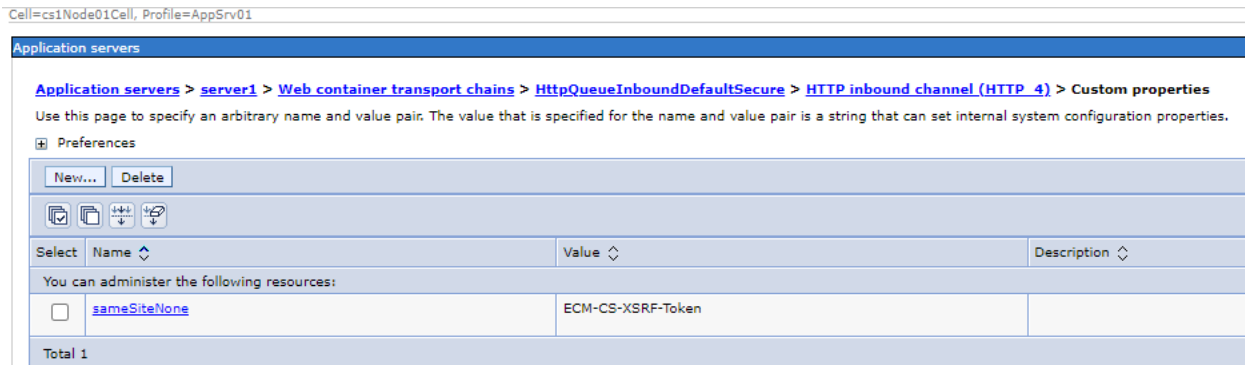 Cell=cs1Node01Cell, Profile=AppSrv01
Application servers
Application servers > server1 > Web container transport chains > HttpQueueInboundDefaultSecure > HTTP inbound channel (HTTP_4) > Custom properties
Use this page to specify an arbitrary name and value pair. The value that is specified for the name and value pair is a string that can set internal system configuration properties.
Preferences
New... Delete
Select Name Value Description
You can administer the following resources:
sameSiteNone ECM-CS-XSRF-Token
Total 1